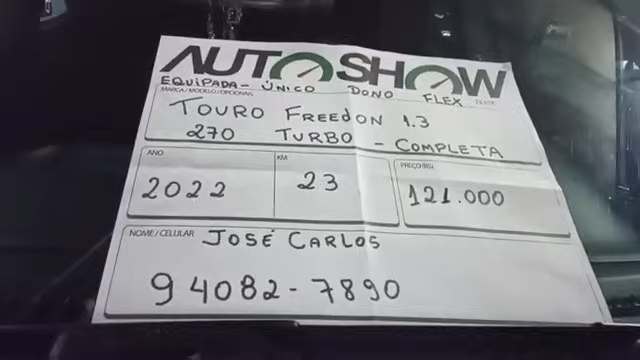 AUTOSHOW
EQUIPADA - ÚNICO DONO FLEX
MARCA/MODELO/OPCIONAIS
TOURO FREEDON 1.3
270 TURBO - COMPLETA
ANO KM PREÇO (R$)
2022 23 121.000
NOME/CELULAR JOSÉ CARLOS
94082-7890